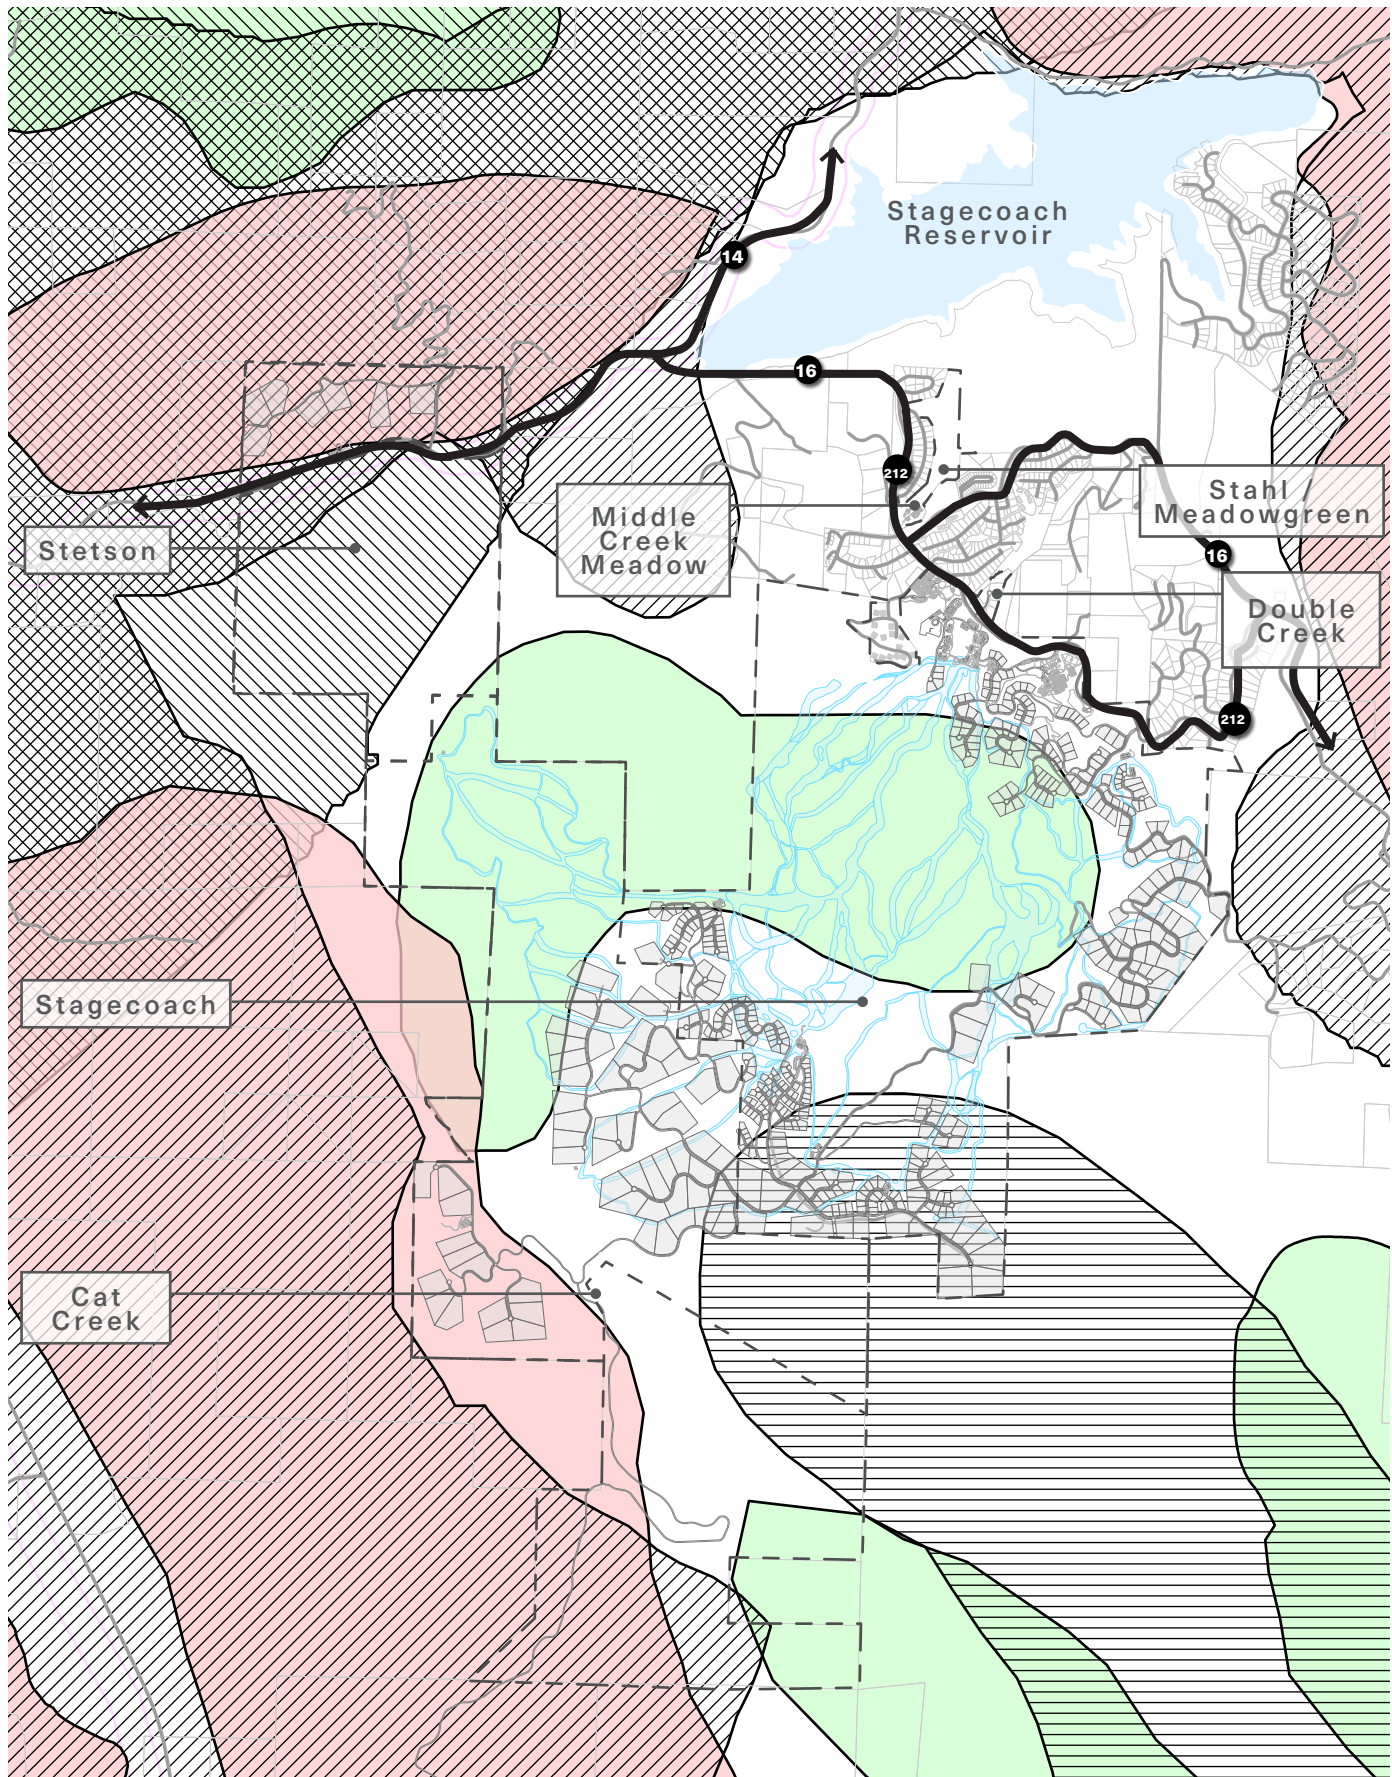 Stagecoach
Reservoir
14
16
212
Stahl
Meadowgreen
Middle
Creek
Meadow
Stetson
16
Double
Creek
212
Stagecoach
Cat
Creek